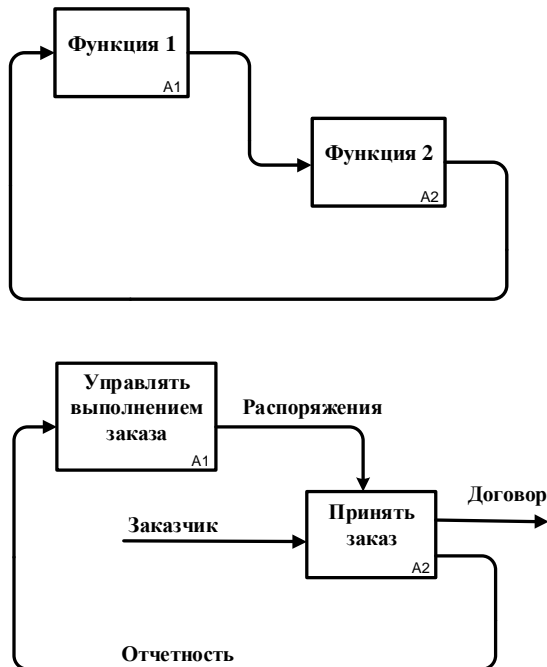 Функция 1
A1
Функция 2
A2
Управлять
выполнением
заказа
A1
Распоряжения
Заказчик
Принять
заказ
A2
Договор
Отчетность